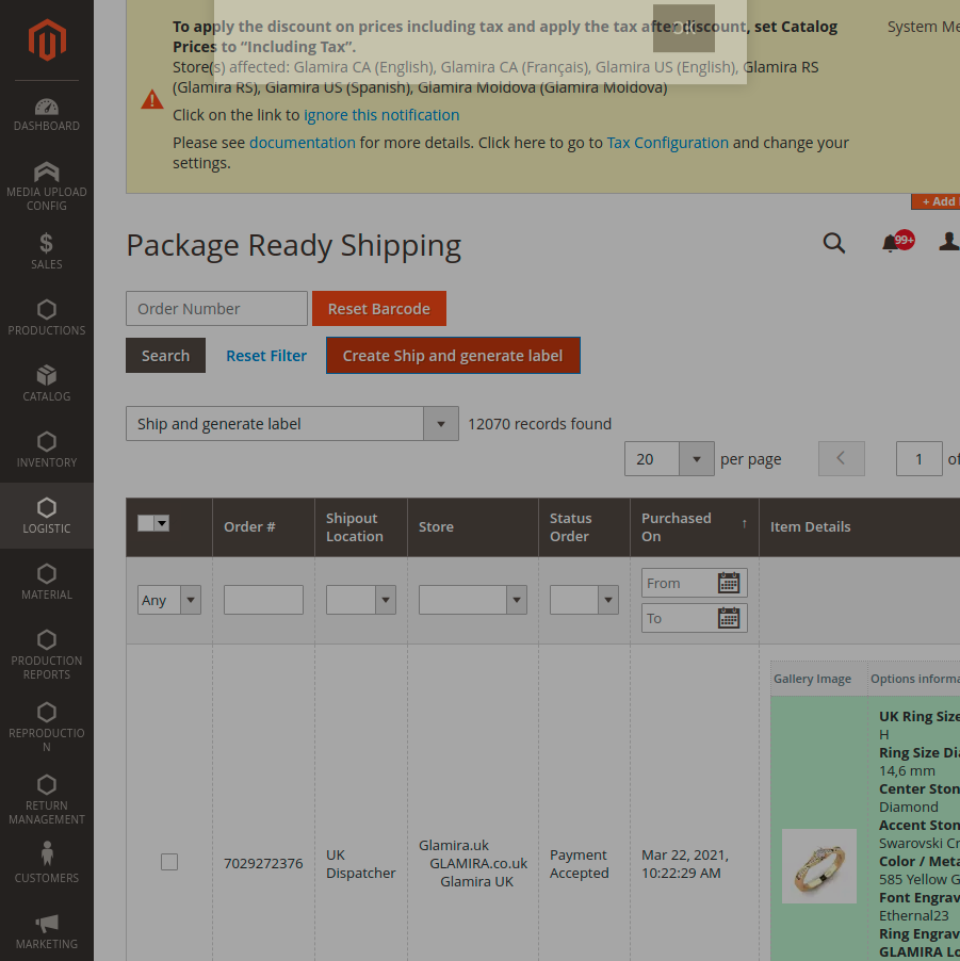 To apply the discount on prices including tax and apply the tax after discount, set Catalog
Prices to “Including Tax”.
Store(s) affected: Glamira CA (English), Glamira CA (Français), Glamira US (English), Glamira RS
(Glamira RS), Glamira US (Spanish), Glamira Moldova (Glamira Moldova)
Click on the link to ignore this notification
Please see documentation for more details. Click here to go to Tax Configuration and change your
settings.
System Me
+ Add
DASHBOARD
MEDIA UPLOAD
CONFIG
SALES
PRODUCTIONS
CATALOG
INVENTORY
LOGISTIC
MATERIAL
PRODUCTION
REPORTS
REPRODUCTIO
N
RETURN
MANAGEMENT
CUSTOMERS
MARKETING
Package Ready Shipping
99+
Order Number
Reset Barcode
Search
Reset Filter
Create Ship and generate label
Ship and generate label
12070 records found
20
per page
1
of
Order #
Shipout
Location
Store
Status
Order
Purchased
On
↑
Item Details
Any
From
To
Gallery Image
Options informa
7029272376
UK
Dispatcher
Glamira.uk
GLAMIRA.co.uk
Glamira UK
Payment
Accepted
Mar 22, 2021,
10:22:29 AM
UK Ring Size
H
Ring Size Dia
14,6 mm
Center Ston
Diamond
Accent Ston
Swarovski Cr
Color / Meta
585 Yellow G
Font Engrav
Ethernal23
Ring Engrav
GLAMIRA Lo